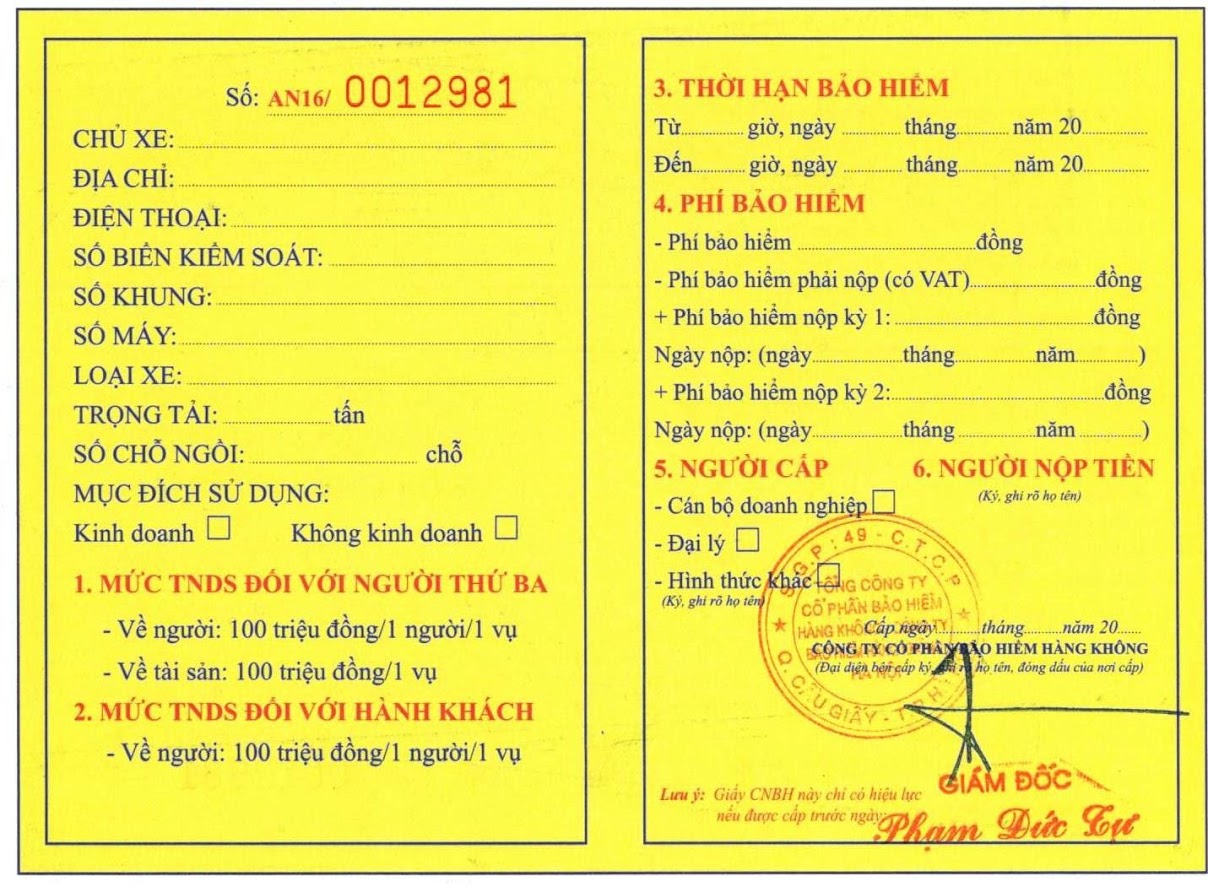 Số: AN16/ 0012981
CHỦ XE:
ĐỊA CHỈ:
ĐIỆN THOẠI:
SỐ BIỂN KIỂM SOÁT:
SỐ KHUNG:
SỐ MÁY:
LOẠI XE:
TRỌNG TẢI: tấn
SỐ CHỖ NGỒI: chỗ
MỤC ĐÍCH SỬ DỤNG:
Kinh doanh Không kinh doanh
1. MỨC TNDS ĐỐI VỚI NGƯỜI THỨ BA
- Về người: 100 triệu đồng/1 người/1 vụ
- Về tài sản: 100 triệu đồng/1 vụ
2. MỨC TNDS ĐỐI VỚI HÀNH KHÁCH
- Về người: 100 triệu đồng/1 người/1 vụ
3. THỜI HẠN BẢO HIỂM
Từ giờ, ngày tháng năm 20
Đến giờ, ngày tháng năm 20
4. PHÍ BẢO HIỂM
- Phí bảo hiểm đồng
- Phí bảo hiểm phải nộp (có VAT) đồng
+ Phí bảo hiểm nộp kỳ 1: đồng
Ngày nộp: (ngày tháng năm )
+ Phí bảo hiểm nộp kỳ 2: đồng
Ngày nộp: (ngày tháng năm )
5. NGƯỜI CẤP 6. NGƯỜI NỘP TIỀN
(Ký, ghi rõ họ tên)
- Cán bộ doanh nghiệp
- Đại lý
- Hình thức khác
(Ký, ghi rõ họ tên)
49 - C.T.C.P
TỔNG CÔNG TY
CỔ PHẦN BẢO HIỂM
HÀNG KHÔNG CÔNG TY
BẢO HIỂM
HÀ NỘI
Q. CẦU GIẤY
Cấp ngày tháng năm 20
CÔNG TY CỔ PHẦN BẢO HIỂM HÀNG KHÔNG
(Đại diện bên cấp ký, ghi rõ họ tên, đóng dấu của nơi cấp)
GIÁM ĐỐC
Lưu ý: Giấy CNBH này chỉ có hiệu lực
nếu được cấp trước ngày:
Phạm Đức Tự